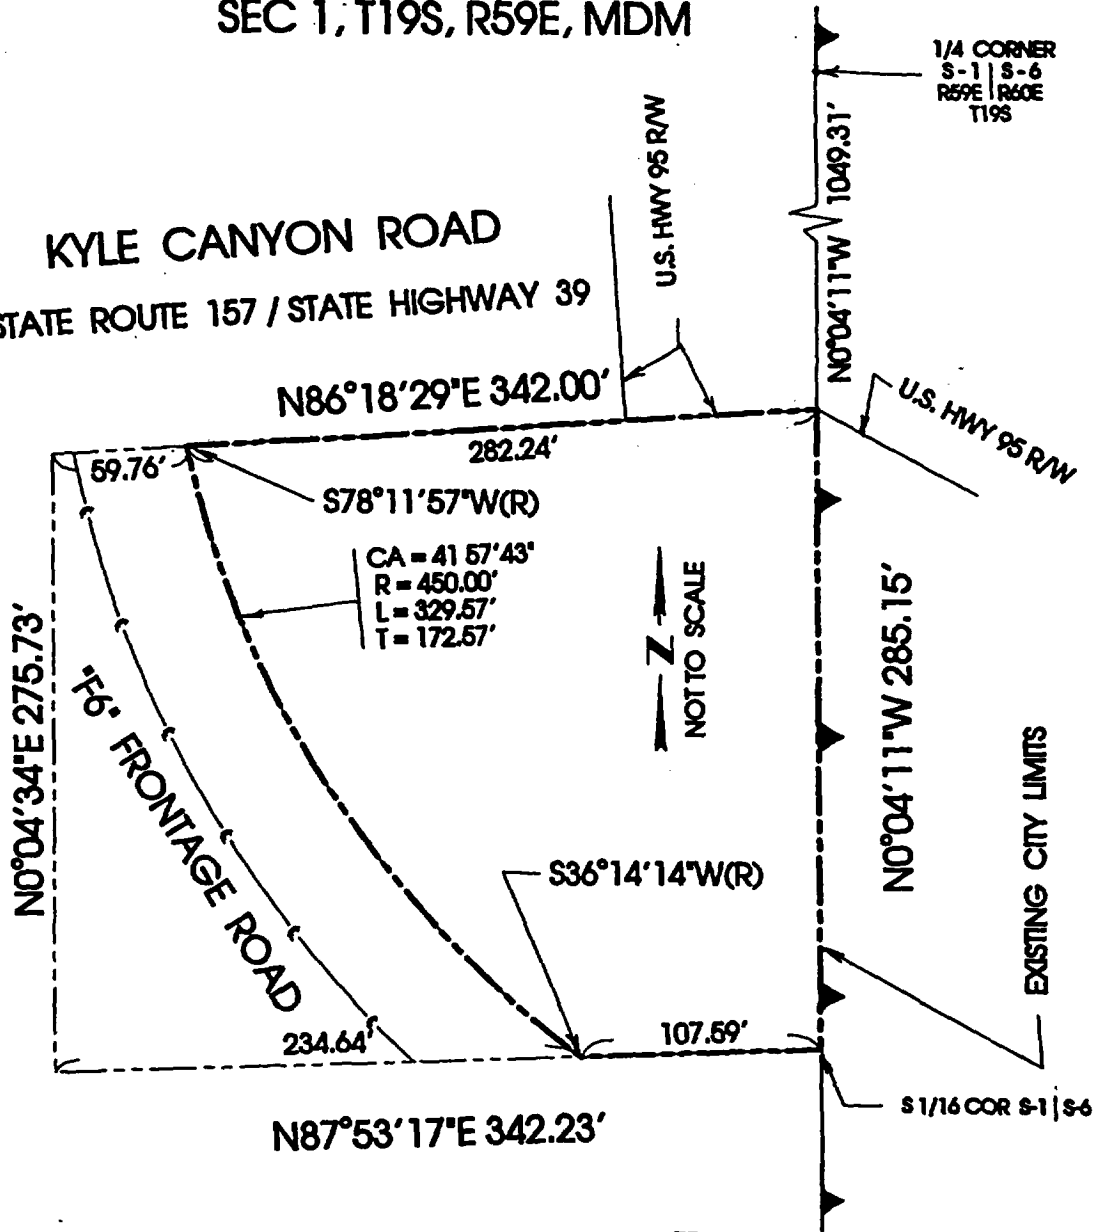 SEC 1, T19S, R59E, MDM
1/4 CORNER
S-1 | S-6
R59E | R60E
T19S
N0°04'11"W 1049.31'
U.S. HWY 95 R/W
KYLE CANYON ROAD
STATE ROUTE 157 / STATE HIGHWAY 39
N86°18'29"E 342.00'
U.S. HWY 95 R/W
59.76'
282.24'
S78°11'57"W(R)
CA = 41 57'43"
R = 450.00'
L = 329.57'
T = 172.57'
Z
NOT TO SCALE
N0°04'34"E 275.73'
"F6" FRONTAGE ROAD
N0°04'11"W 285.15'
EXISTING CITY LIMITS
S36°14'14"W(R)
234.64'
107.59'
S 1/16 COR S-1 | S-6
N87°53'17"E 342.23'